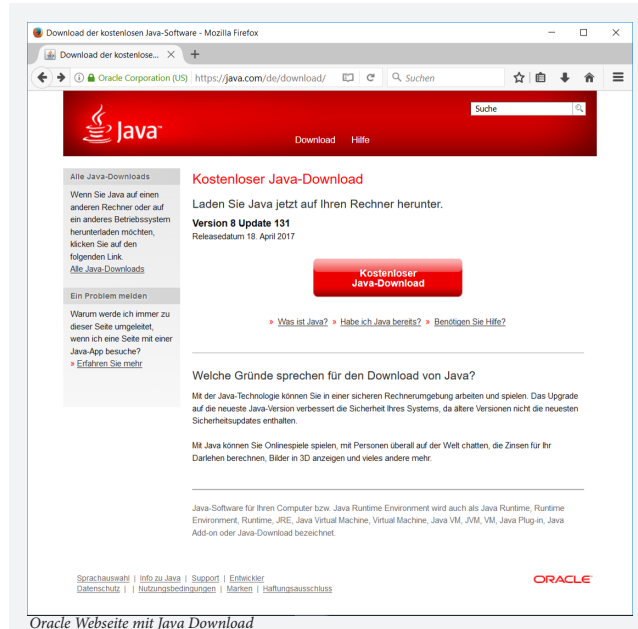 Download der kostenlosen Java-Software - Mozilla Firefox
Download der kostenlose...
Oracle Corporation (US)
https://java.com/de/download/
Suchen
Java™
Suche
Download
Hilfe
Alle Java-Downloads
Wenn Sie Java auf einen
anderen Rechner oder auf
ein anderes Betriebssystem
herunterladen möchten,
klicken Sie auf den
folgenden Link.
Alle Java-Downloads
Ein Problem melden
Warum werde ich immer zu
dieser Seite umgeleitet,
wenn ich eine Seite mit einer
Java-App besuche?
» Erfahren Sie mehr
Kostenloser Java-Download
Laden Sie Java jetzt auf Ihren Rechner herunter.
Version 8 Update 131
Releasedatum 18. April 2017
Kostenloser
Java-Download
» Was ist Java? » Habe ich Java bereits? » Benötigen Sie Hilfe?
Welche Gründe sprechen für den Download von Java?
Mit der Java-Technologie können Sie in einer sicheren Rechnerumgebung arbeiten und spielen. Das Upgrade
auf die neueste Java-Version verbessert die Sicherheit Ihres Systems, da ältere Versionen nicht die neuesten
Sicherheitsupdates enthalten.
Mit Java können Sie Onlinespiele spielen, mit Personen überall auf der Welt chatten, die Zinsen für Ihr
Darlehen berechnen, Bilder in 3D anzeigen und vieles andere mehr.
Java-Software für Ihren Computer bzw. Java Runtime Environment wird auch als Java Runtime, Runtime
Environment, Runtime, JRE, Java Virtual Machine, Virtual Machine, Java VM, JVM, VM, Java Plug-in, Java
Add-on oder Java-Download bezeichnet.
Sprachauswahl | Info zu Java | Support | Entwickler
Datenschutz | | Nutzungsbedingungen | Marken | Haftungsausschluss
ORACLE
Oracle Webseite mit Java Download